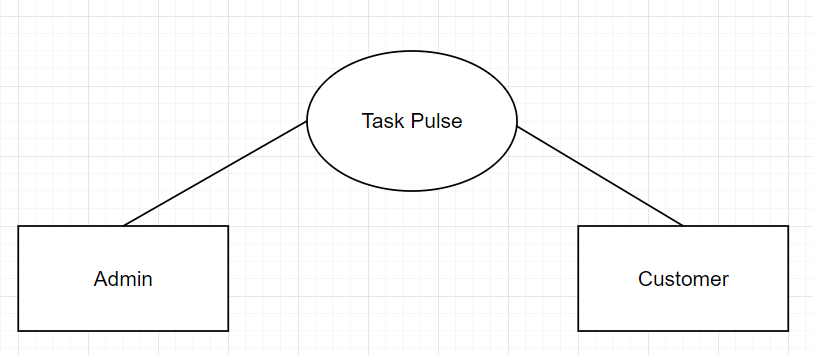 Task Pulse
Admin
Customer